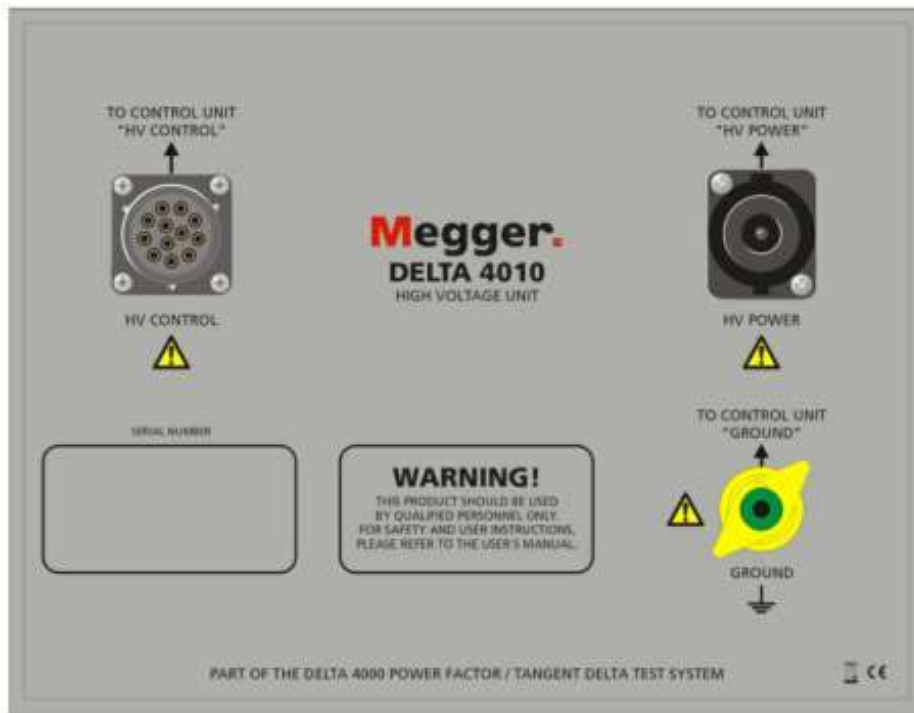 TO CONTROL UNIT
"HV CONTROL"
HV CONTROL
Megger.
DELTA 4010
HIGH VOLTAGE UNIT
TO CONTROL UNIT
"HV POWER"
HV POWER
SERIAL NUMBER
WARNING!
THIS PRODUCT SHOULD BE USED
BY QUALIFIED PERSONNEL ONLY.
FOR SAFETY AND USER INSTRUCTIONS,
PLEASE REFER TO THE USER'S MANUAL.
TO CONTROL UNIT
"GROUND"
GROUND
PART OF THE DELTA 4000 POWER FACTOR / TANGENT DELTA TEST SYSTEM
CE